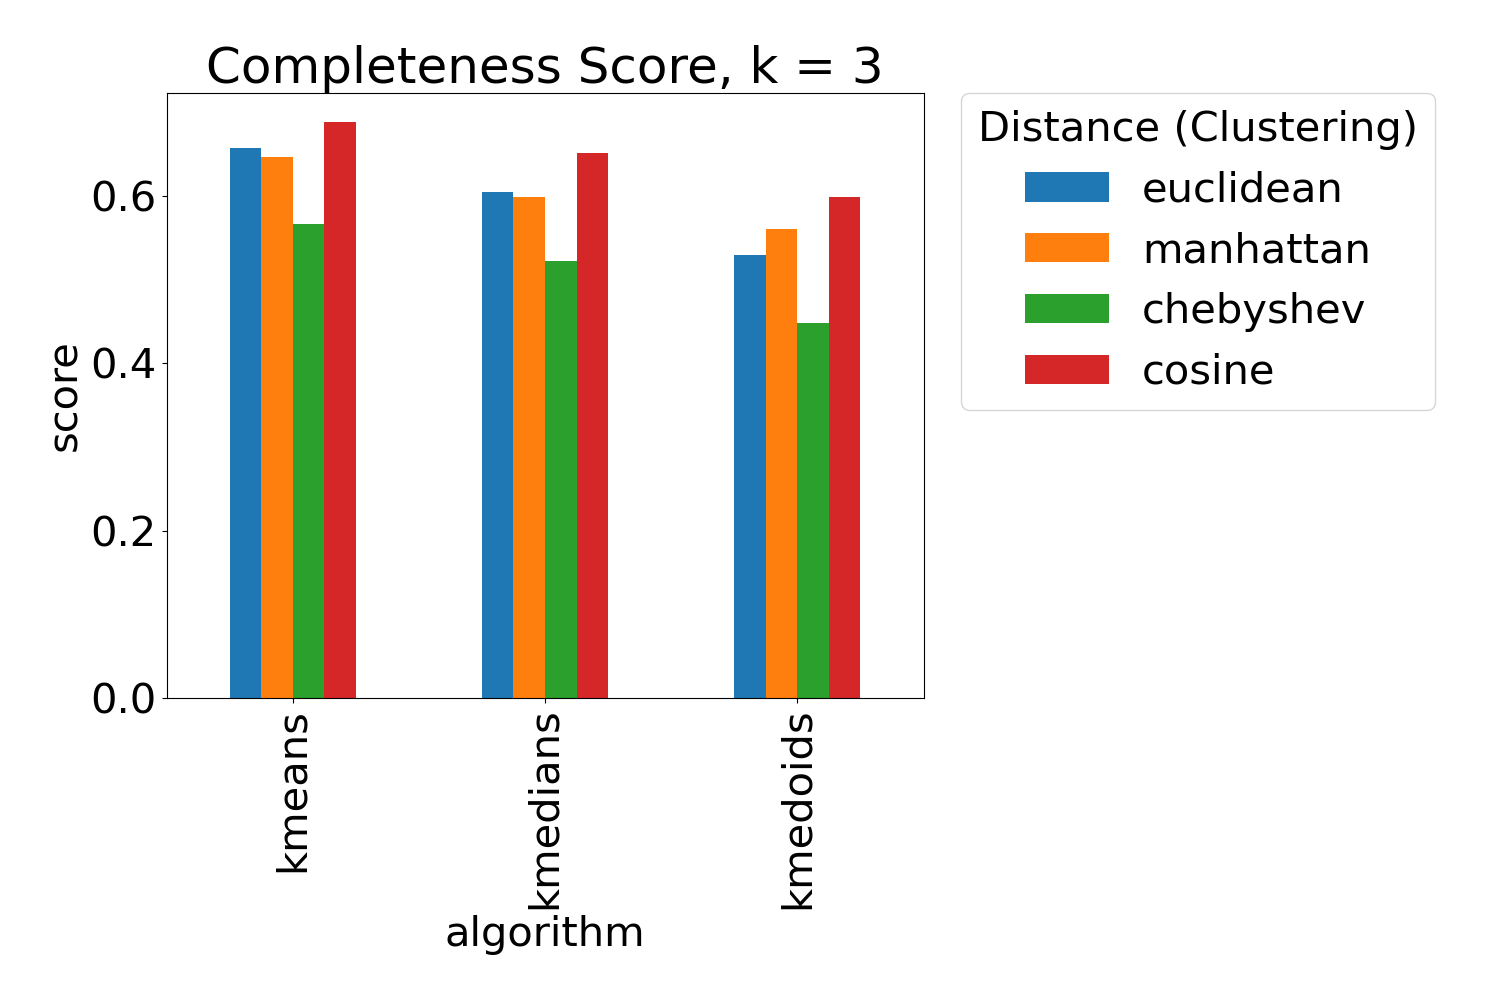 Completeness Score, k = 3
score
0.6
0.4
0.2
0.0
kmeans
kmedians
kmedoids
algorithm
Distance (Clustering)
euclidean
manhattan
chebyshev
cosine